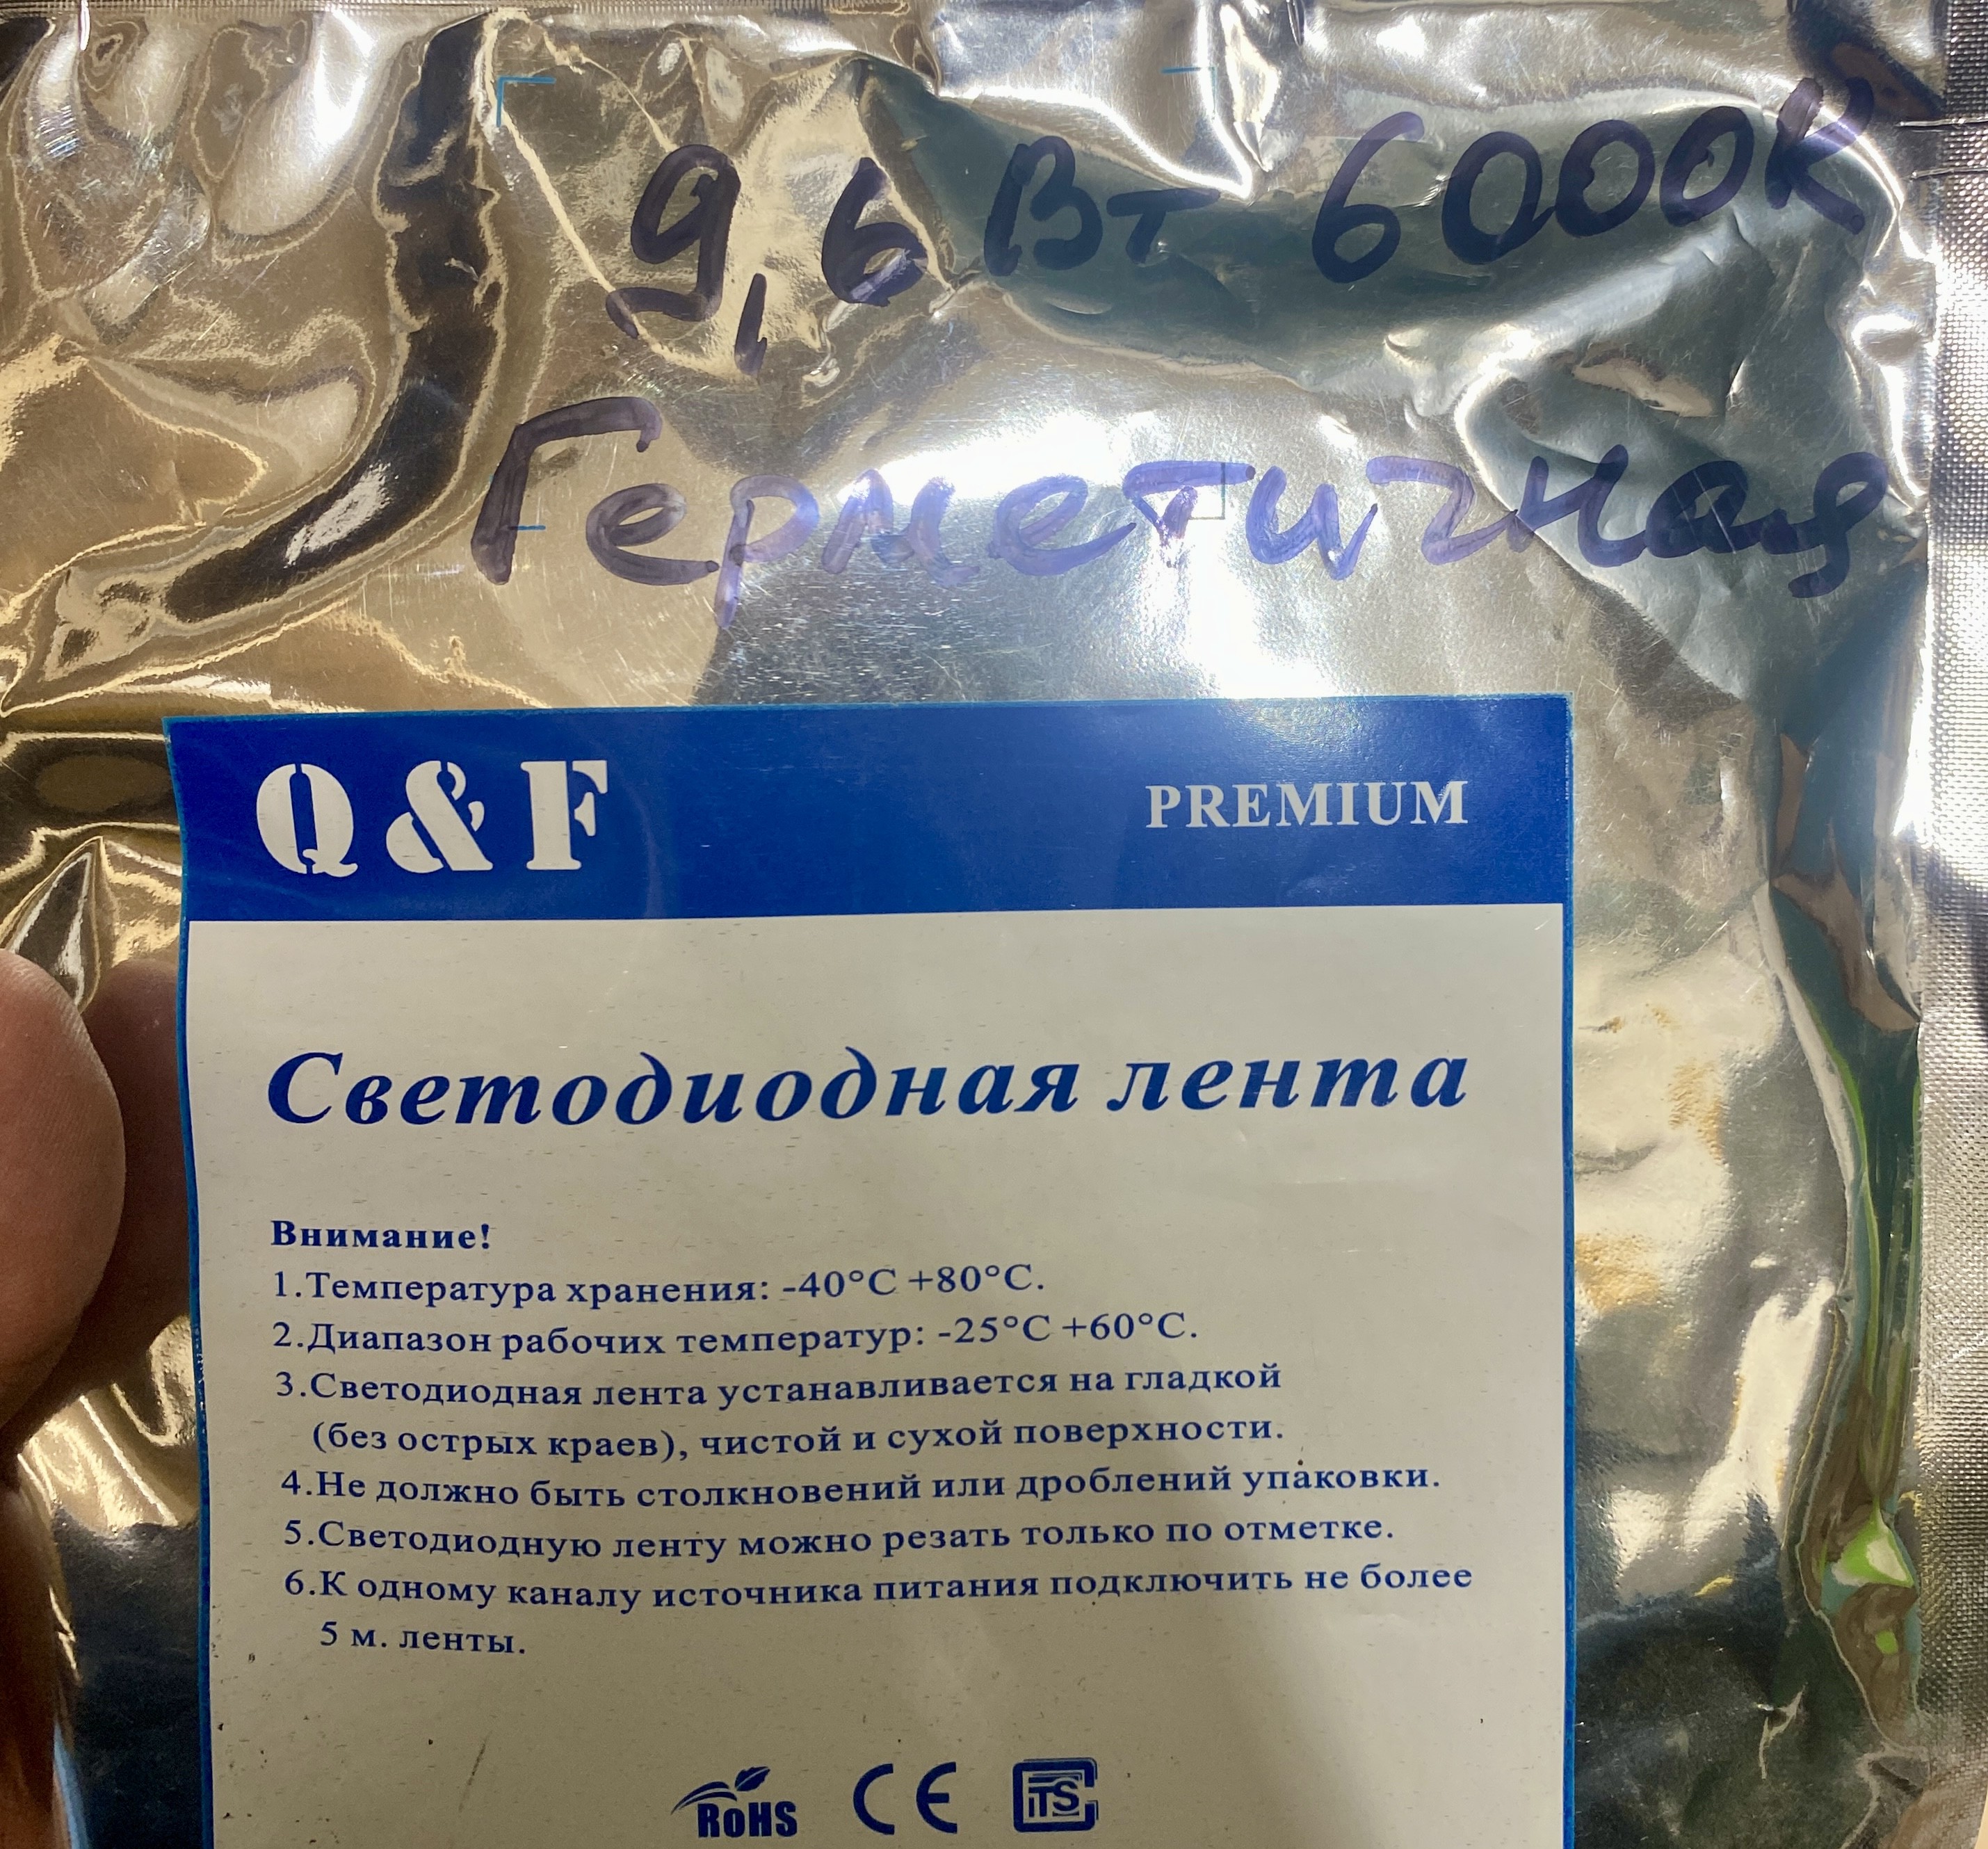 9,6 Вт 6000К
Герметичная
Q & F
PREMIUM
Светодиодная лента
Внимание!
1.Температура хранения: -40°C +80°C.
2.Диапазон рабочих температур: -25°C +60°C.
3.Светодиодная лента устанавливается на гладкой
(без острых краев), чистой и сухой поверхности.
4.Не должно быть столкновений или дроблений упаковки.
5.Светодиодную ленту можно резать только по отметке.
6.К одному каналу источника питания подключить не более
5 м. ленты.
RoHS CE iTS